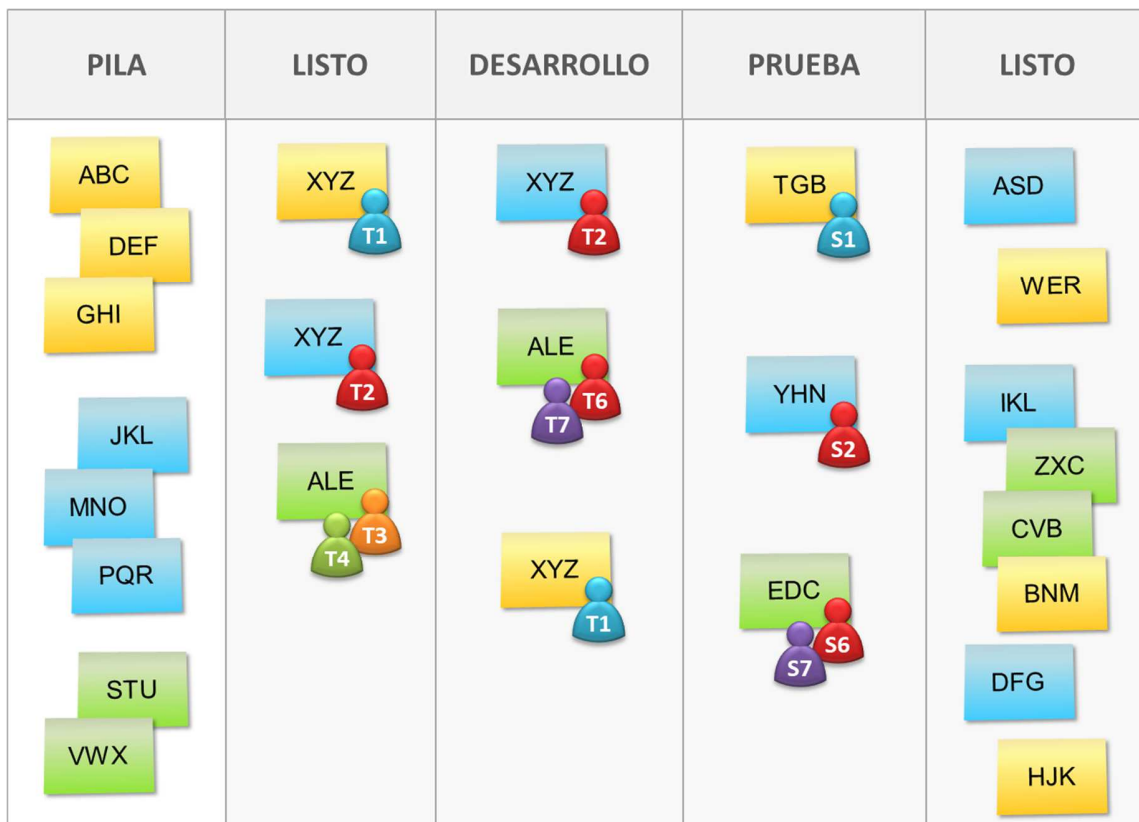 PILA
LISTO
DESARROLLO
PRUEBA
LISTO
ABC
DEF
GHI
JKL
MNO
PQR
STU
VWX
XYZ
T1
XYZ
T2
ALE
T4
T3
XYZ
T2
ALE
T7
T6
XYZ
T1
TGB
S1
YHN
S2
EDC
S7
S6
ASD
WER
IKL
ZXC
CVB
BNM
DFG
HJK